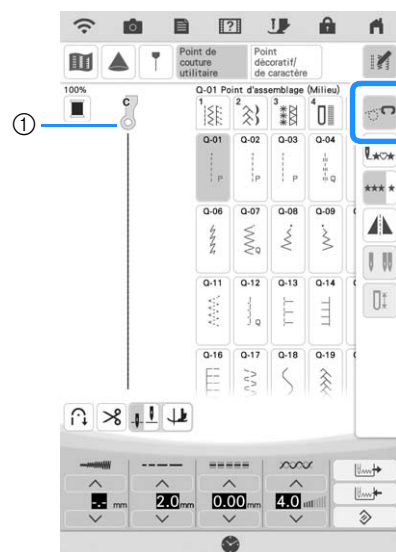 Point de
couture
utilitaire
Point
décoratif/
de caractère
100%
Q-01 Point d'assemblage (Milieu)
C
1
2
3
4
①
Q-01
Q-02
Q-03
Q-04
P
P
P
Q
Q-06
Q-07
Q-08
Q-09
Q
Q-11
Q-12
Q-13
Q-14
Q
Q-16
Q-17
Q-18
Q-19
-.- mm
2.0 mm
0.00 mm
4.0